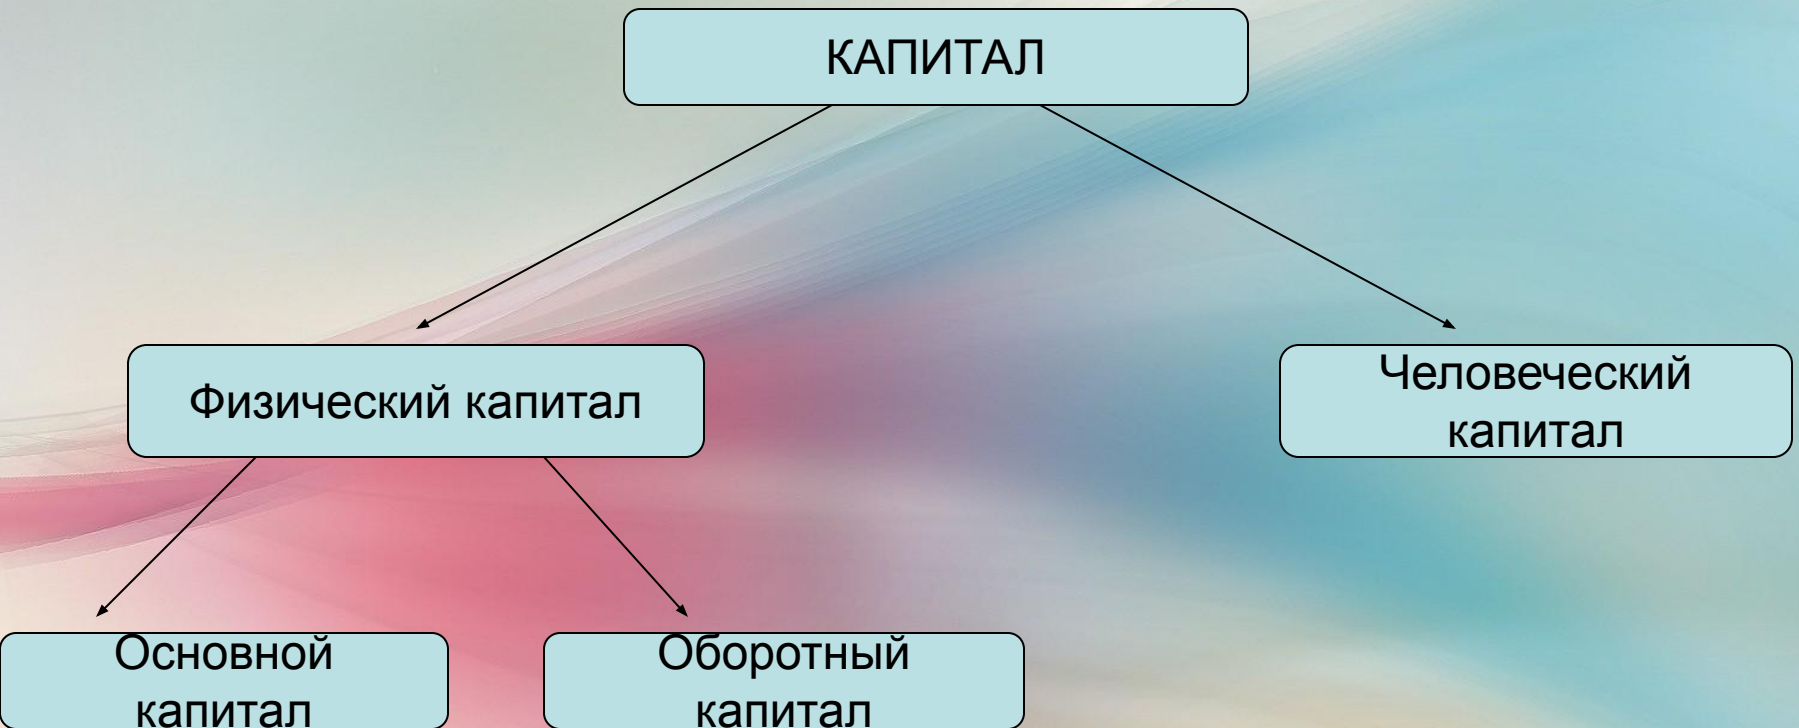 КАПИТАЛ
Физический капитал
Человеческий
капитал
Основной
капитал
Оборотный
капитал